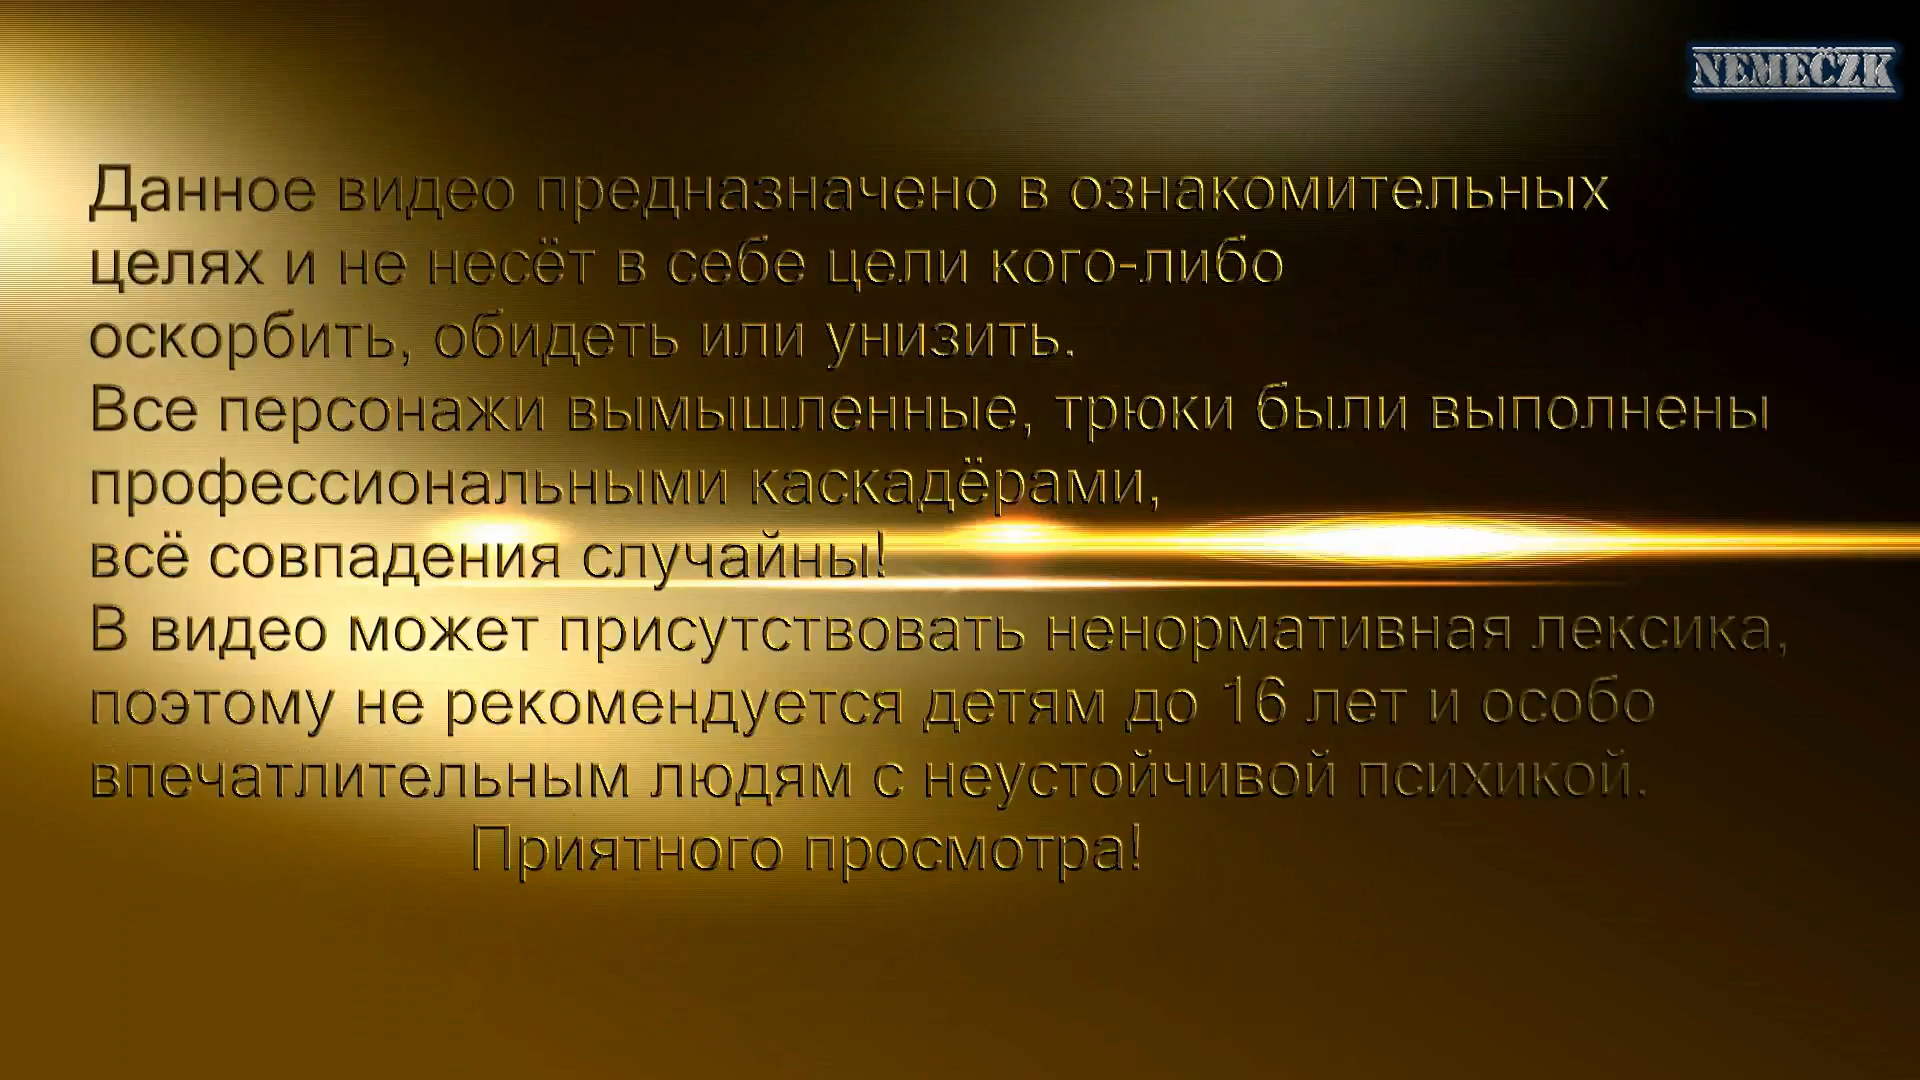 NEMEČZK
Данное видео предназначено в ознакомительных
целях и не несёт в себе цели кого-либо
оскорбить, обидеть или унизить.
Все персонажи вымышленные, трюки были выполнены
профессиональными каскадёрами,
всё совпадения случайны!
В видео может присутствовать ненормативная лексика,
поэтому не рекомендуется детям до 16 лет и особо
впечатлительным людям с неустойчивой психикой.
Приятного просмотра!